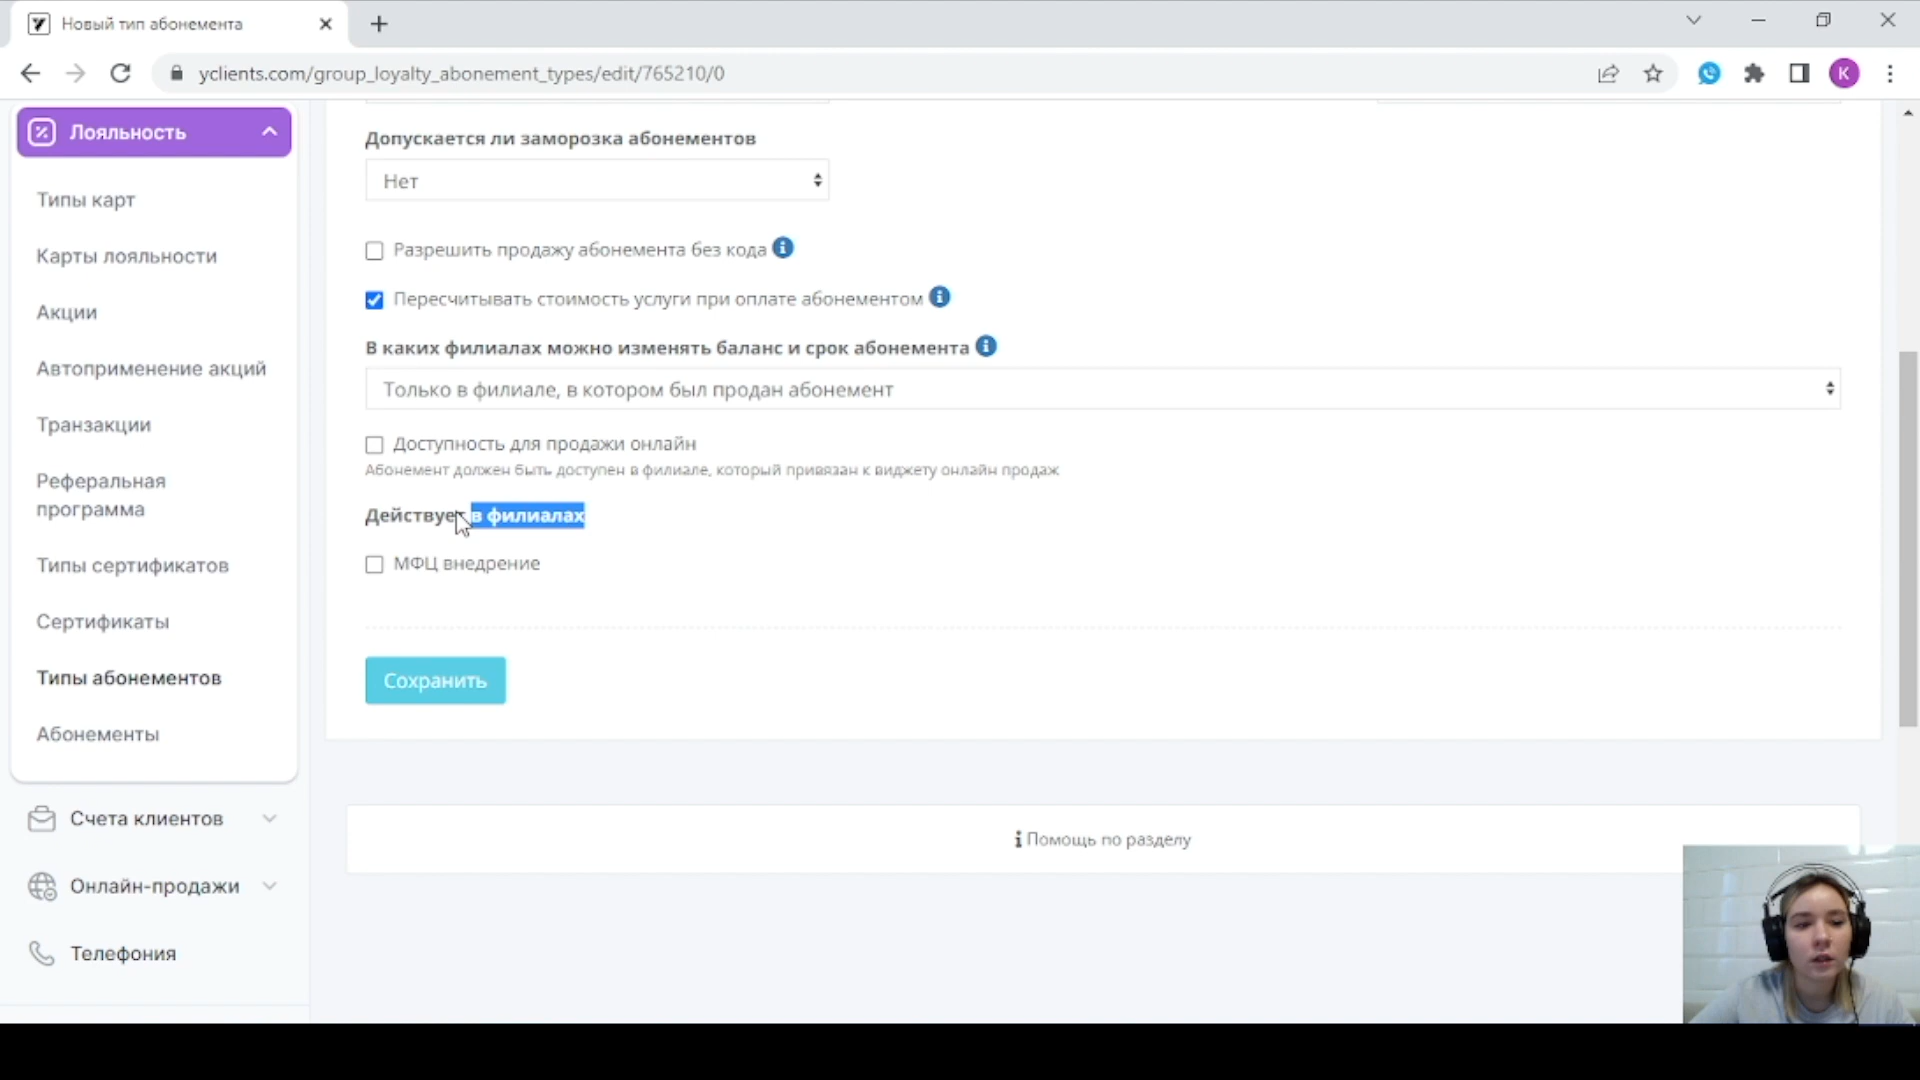 Новый тип абонемента
yclients.com/group_loyalty_abonement_types/edit/765210/0
K
Лояльность
Типы карт
Карты лояльности
Акции
Автоприменение акций
Транзакции
Реферальная
программа
Типы сертификатов
Сертификаты
Типы абонементов
Абонементы
Счета клиентов
Онлайн-продажи
Телефония
Допускается ли заморозка абонементов
Нет
Разрешить продажу абонемента без кода
Пересчитывать стоимость услуги при оплате абонементом
В каких филиалах можно изменять баланс и срок абонемента
Только в филиале, в котором был продан абонемент
Доступность для продажи онлайн
Абонемент должен быть доступен в филиале, который привязан к виджету онлайн продаж
Действует в филиалах
МФЦ внедрение
Сохранить
Помощь по разделу